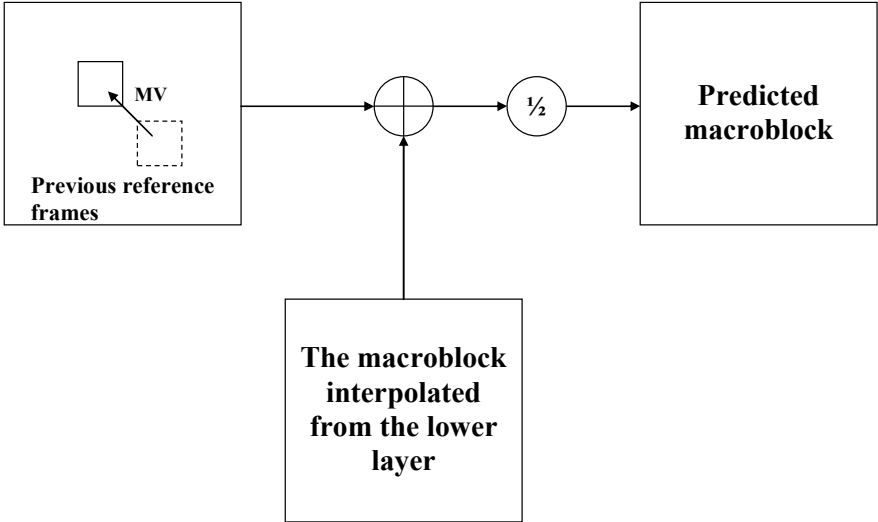 MV
Previous reference
frames
½
Predicted
macroblock
The macroblock
interpolated
from the lower
layer